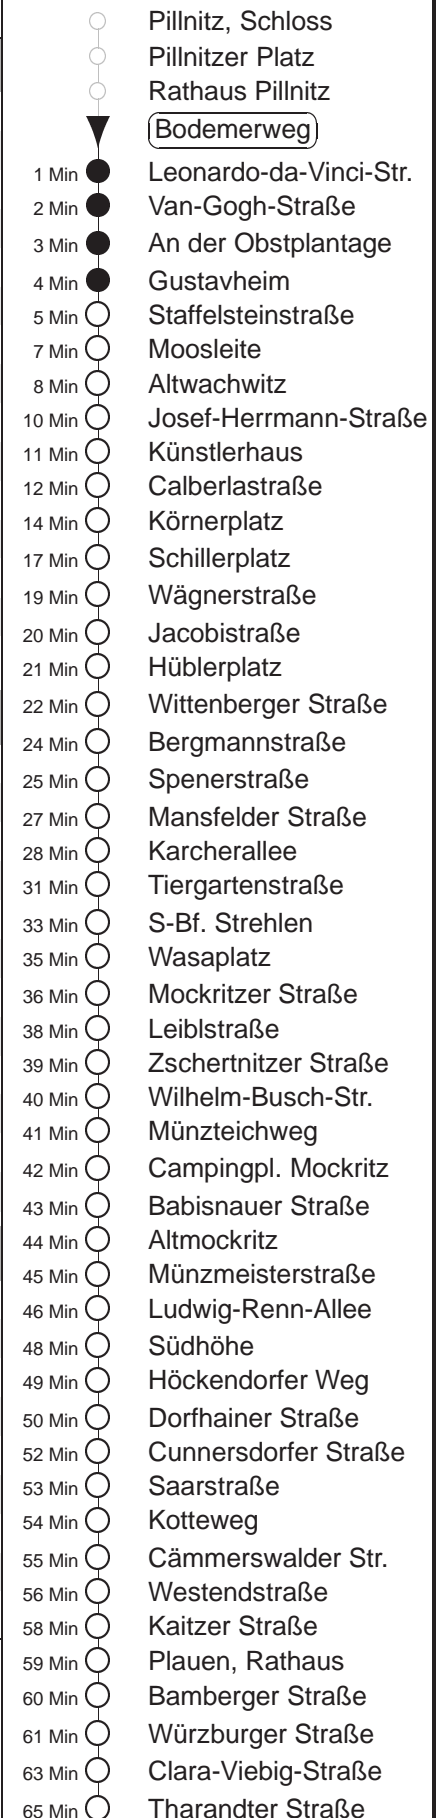 Pillnitz, Schloss
Pillnitzer Platz
Rathaus Pillnitz
Bodemerweg
1 Min Leonardo-da-Vinci-Str.
2 Min Van-Gogh-Straße
3 Min An der Obstplantage
4 Min Gustavheim
5 Min Staffelsteinstraße
7 Min Moosleite
8 Min Altwachwitz
10 Min Josef-Herrmann-Straße
11 Min Künstlerhaus
12 Min Calberlastraße
14 Min Körnerplatz
17 Min Schillerplatz
19 Min Wägnerstraße
20 Min Jacobistraße
21 Min Hüblerplatz
22 Min Wittenberger Straße
24 Min Bergmannstraße
25 Min Spenerstraße
27 Min Mansfelder Straße
28 Min Karcherallee
31 Min Tiergartenstraße
33 Min S-Bf. Strehlen
35 Min Wasaplatz
36 Min Mockritzer Straße
38 Min Leiblstraße
39 Min Zschertnitzer Straße
40 Min Wilhelm-Busch-Str.
41 Min Münzteichweg
42 Min Campingpl. Mockritz
43 Min Babisnauer Straße
44 Min Altmockritz
45 Min Münzmeisterstraße
46 Min Ludwig-Renn-Allee
48 Min Südhöhe
49 Min Höckendorfer Weg
50 Min Dorfhainer Straße
52 Min Cunnersdorfer Straße
53 Min Saarstraße
54 Min Kotteweg
55 Min Cämmerswalder Str.
56 Min Westendstraße
58 Min Kaitzer Straße
59 Min Plauen, Rathaus
60 Min Bamberger Straße
61 Min Würzburger Straße
63 Min Clara-Viebig-Straße
65 Min Tharandter Straße